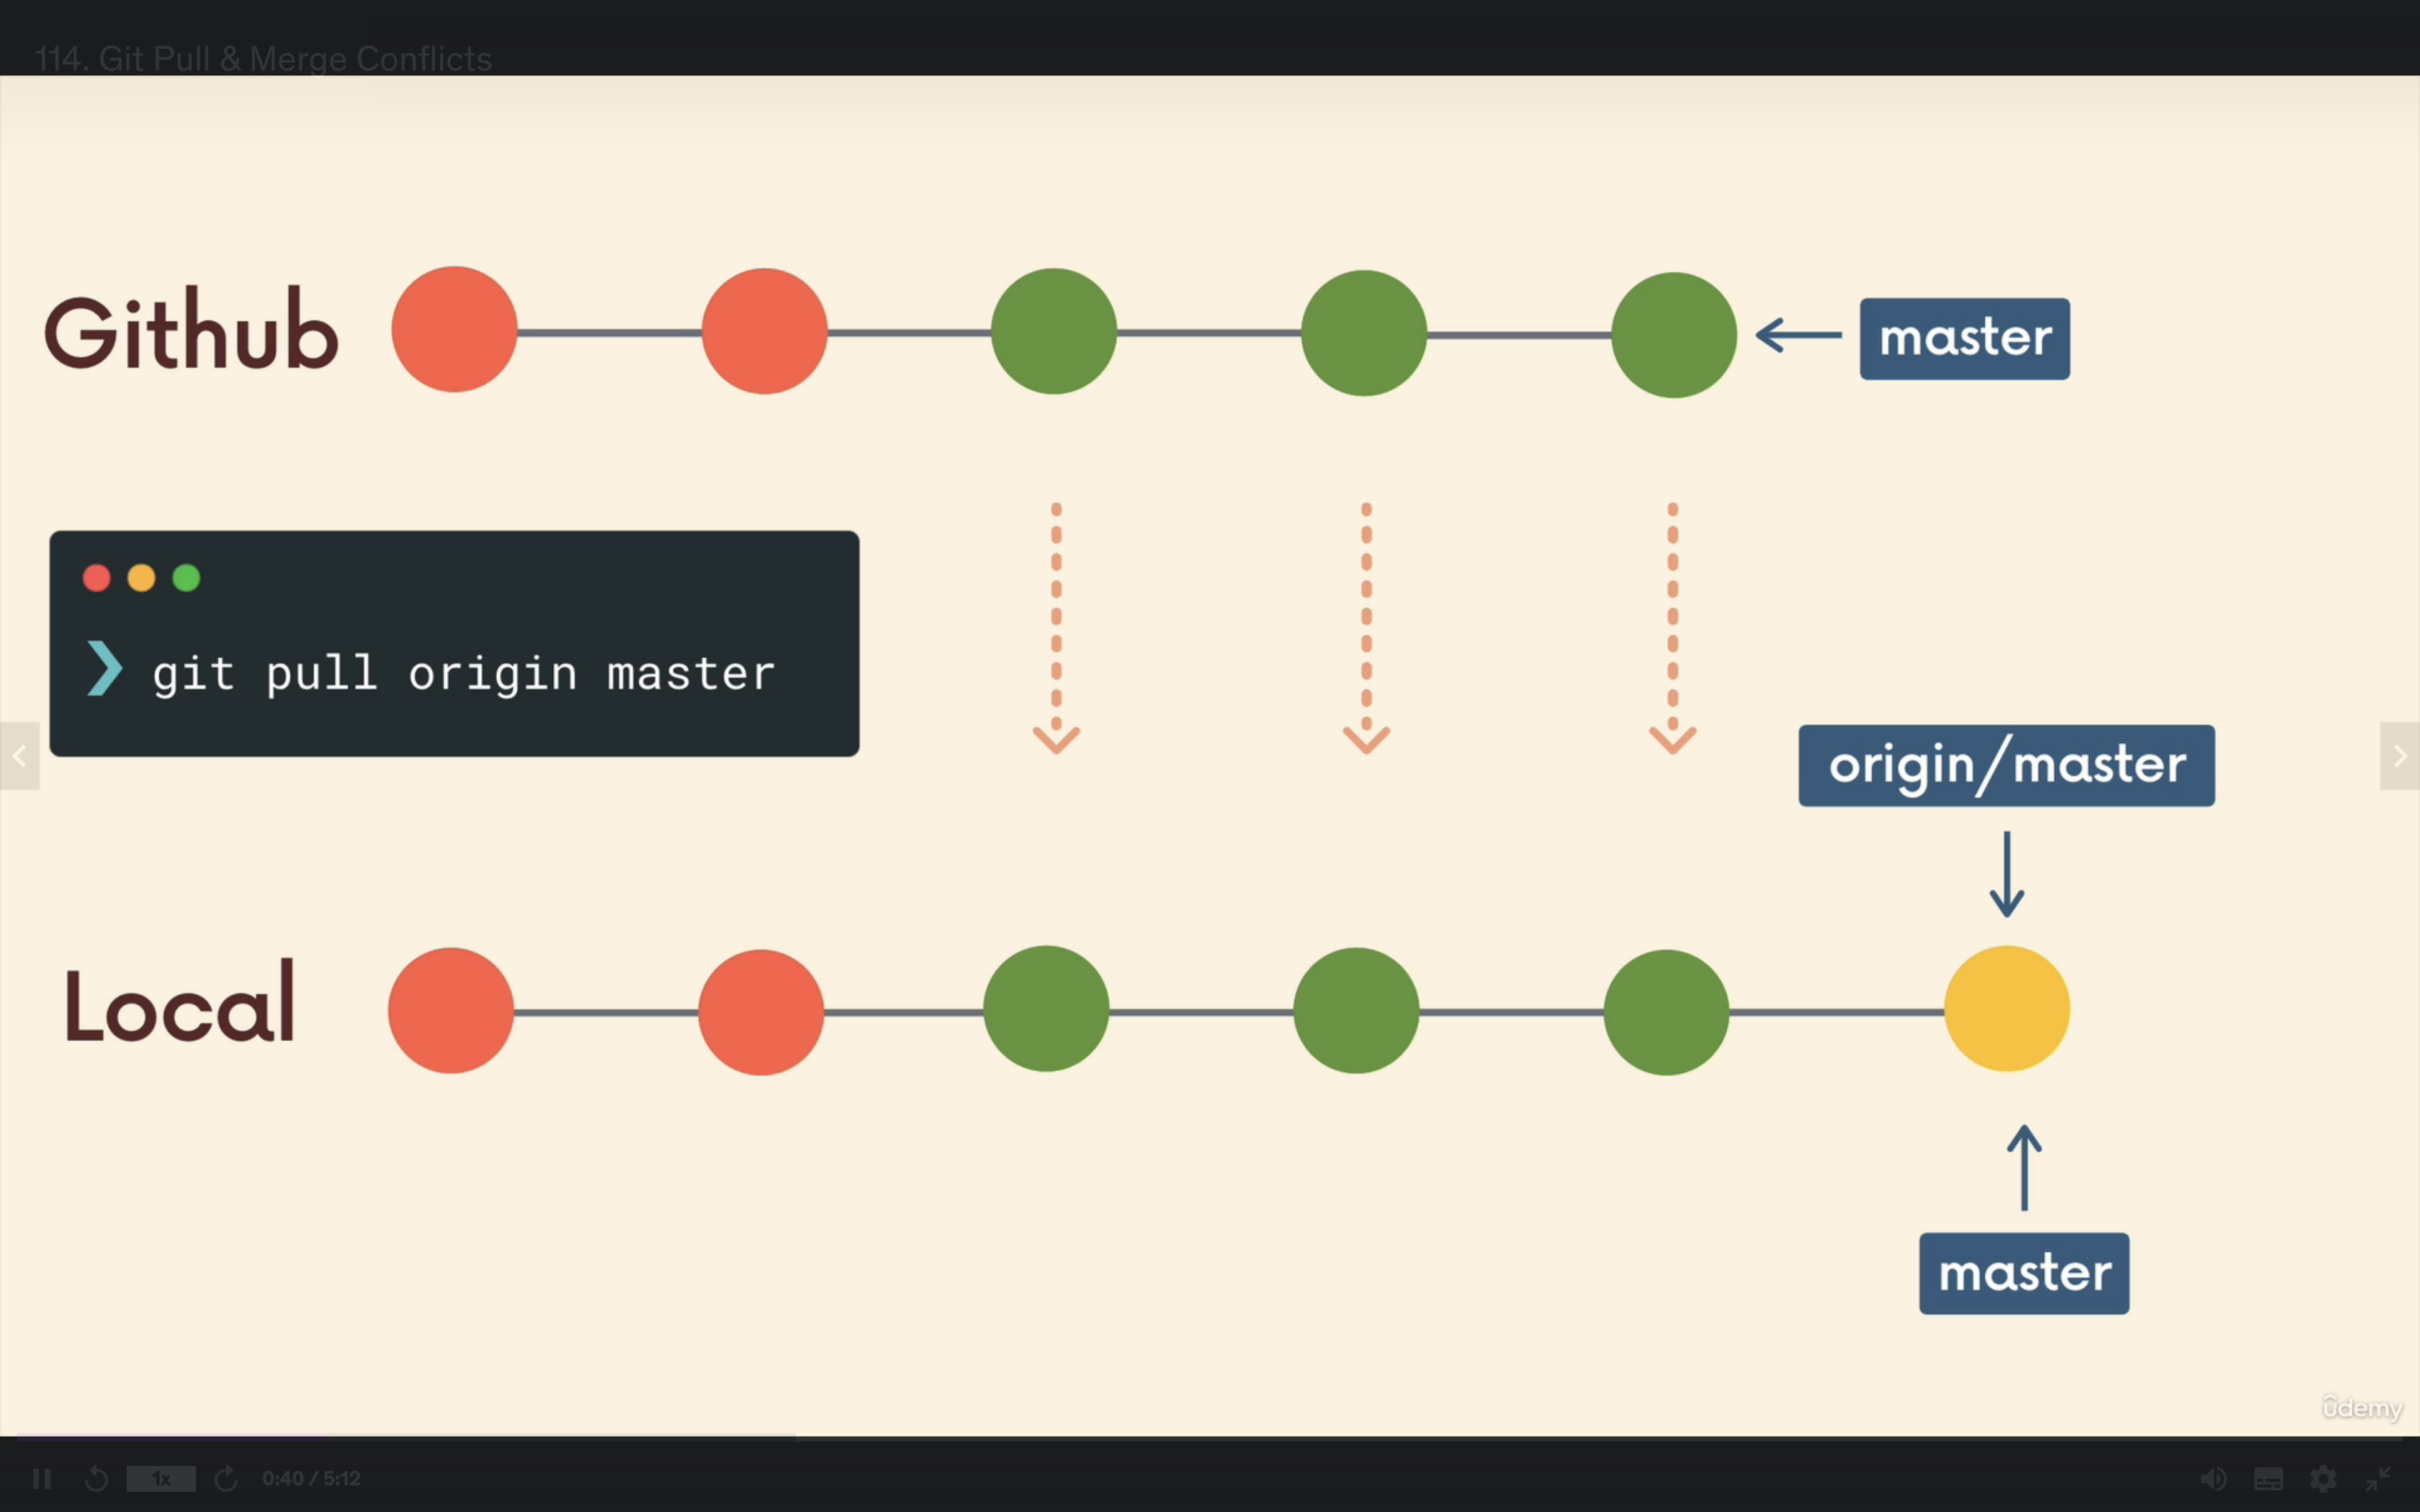 114. Git Pull & Merge Conflicts
Github
master
❯ git pull origin master
origin/master
Local
master
ûdemy
1x
0:40 / 5:12